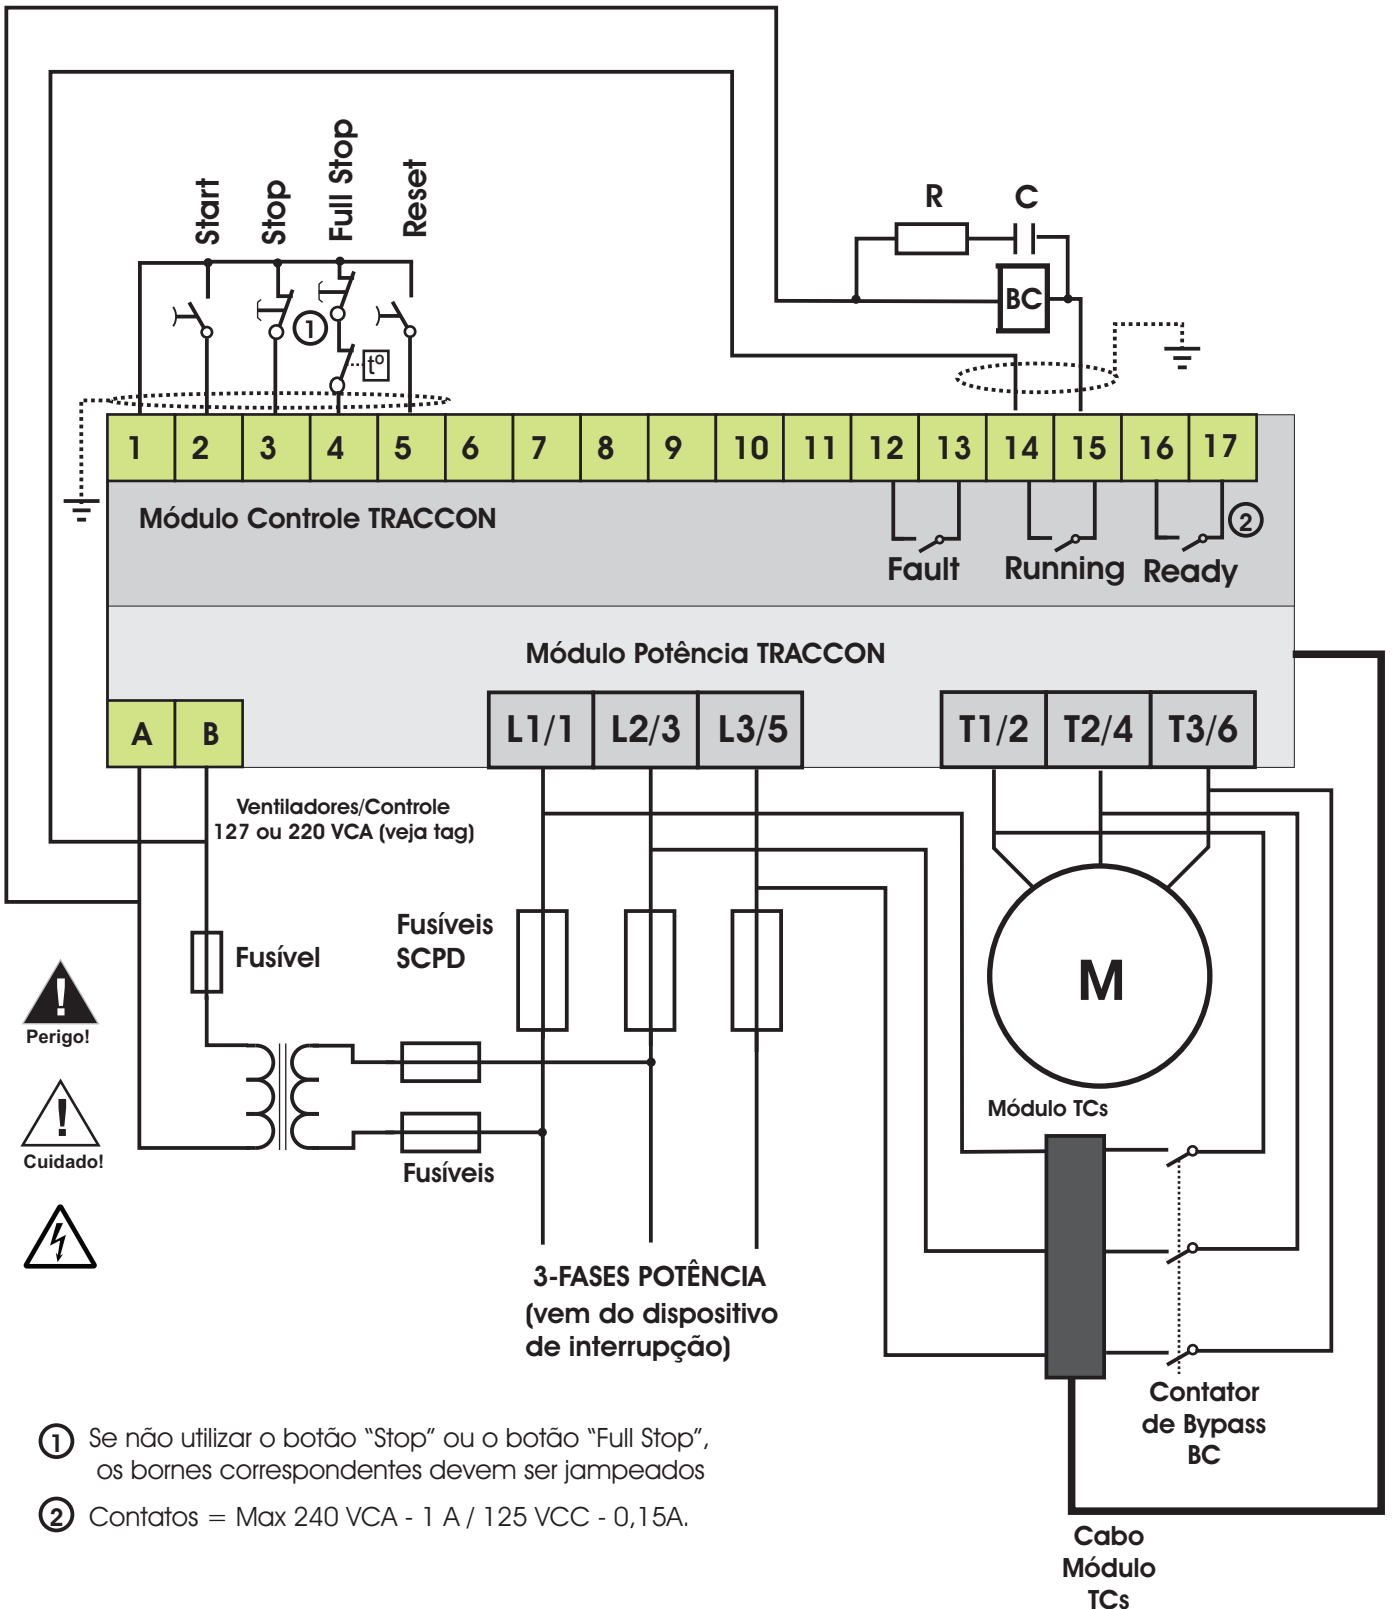 Start
Stop
Full Stop
Reset
R
C
BC
1
tº
1 2 3 4 5 6 7 8 9 10 11 12 13 14 15 16 17
Módulo Controle TRACCON
2
Fault
Running
Ready
Módulo Potência TRACCON
A B
L1/1 L2/3 L3/5
T1/2 T2/4 T3/6
Ventiladores/Controle
127 ou 220 VCA (veja tag)
Fusível
Fusíveis
SCPD
M
!
Perigo!
!
Cuidado!
Fusíveis
Módulo TCs
3-FASES POTÊNCIA
(vem do dispositivo
de interrupção)
Contator
de Bypass
BC
1 Se não utilizar o botão “Stop” ou o botão “Full Stop”,
os bornes correspondentes devem ser jampeados
2 Contatos = Max 240 VCA - 1 A / 125 VCC - 0,15A.
Cabo
Módulo
TCs